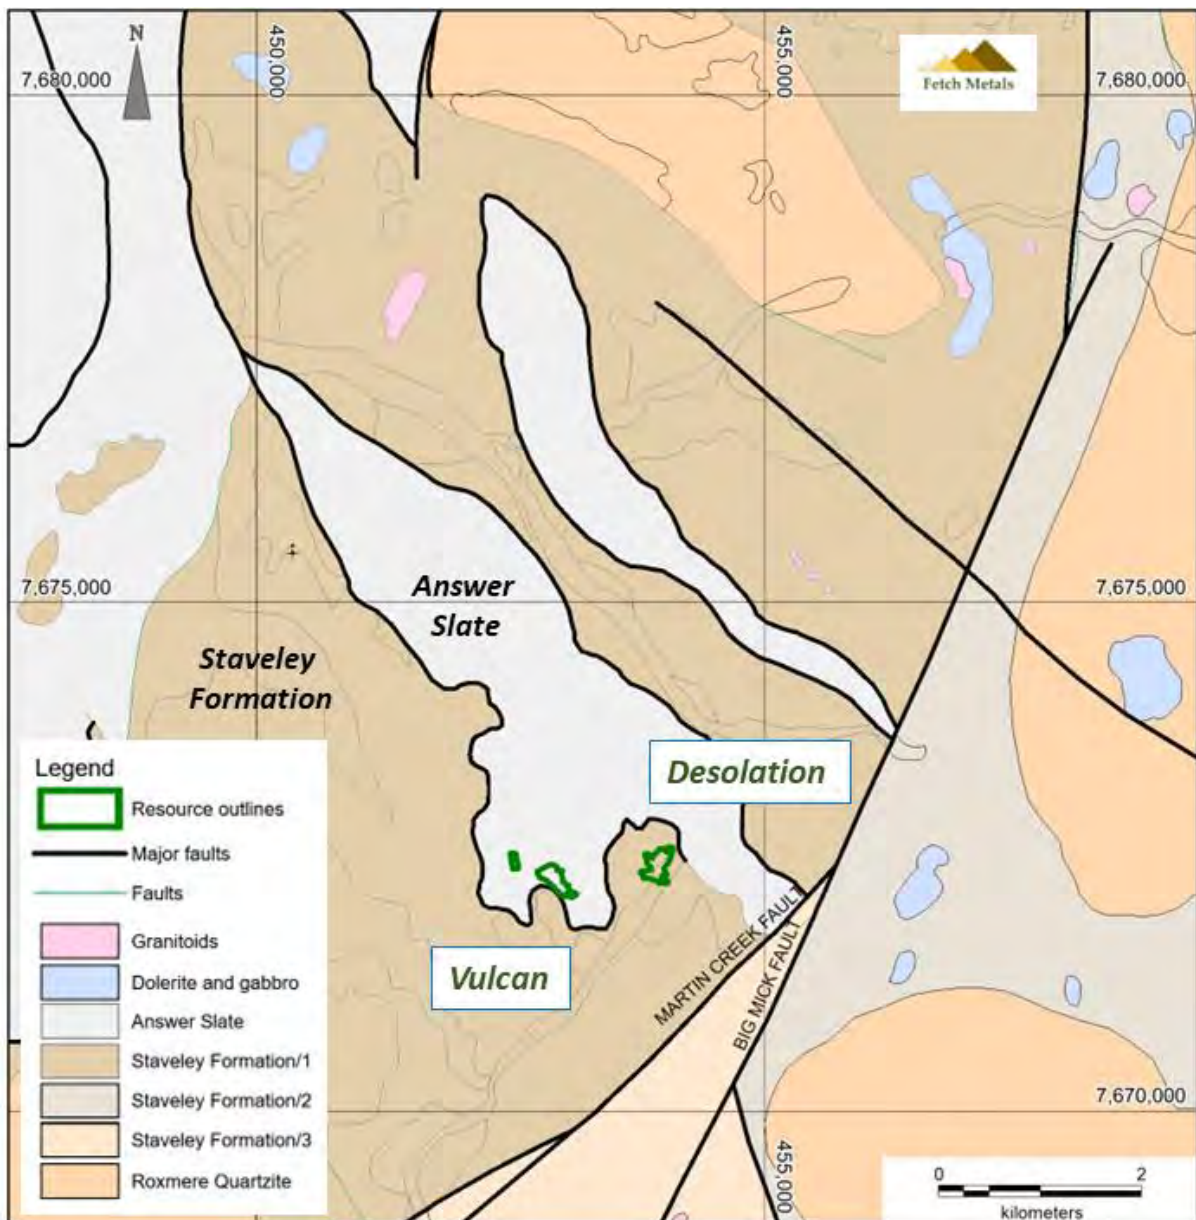 N
450,000
455,000
7,680,000
7,680,000
Fetch Metals
7,675,000
7,675,000
Answer
Slate
Staveley
Formation
Desolation
Vulcan
MARTIN CREEK FAULT
BIG MICK FAULT
Legend
Resource outlines
Major faults
Faults
Granitoids
Dolerite and gabbro
Answer Slate
Staveley Formation/1
Staveley Formation/2
Staveley Formation/3
Roxmere Quartzite
7,670,000
455,000
0 2
kilometers